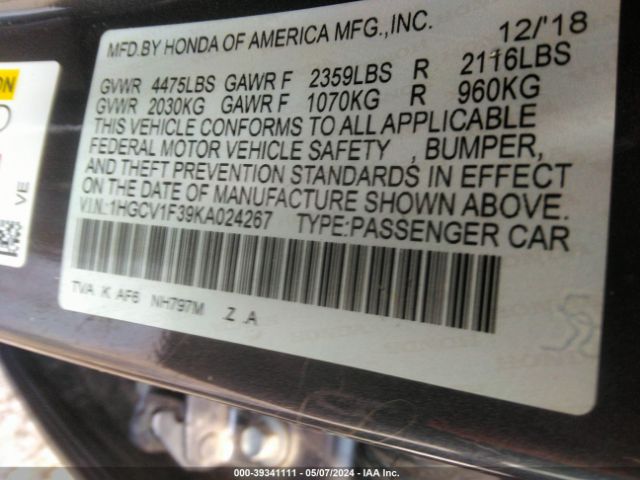 MFD.BY HONDA OF AMERICA MFG.,INC. 12/'18
GVWR 4475LBS GAWR F 2359LBS R 2116LBS
GVWR 2030KG GAWR F 1070KG R 960KG
THIS VEHICLE CONFORMS TO ALL APPLICABLE
FEDERAL MOTOR VEHICLE SAFETY , BUMPER,
AND THEFT PREVENTION STANDARDS IN EFFECT
ON THE DATE OF MANUFACTURE SHOWN ABOVE.
V.I.N.:1HGCV1F39KA024267 TYPE:PASSENGER CAR
TVA K AF6 NH797M Z .A
ION
VE
000-39341111 — 05/07/2024 — IAA Inc.